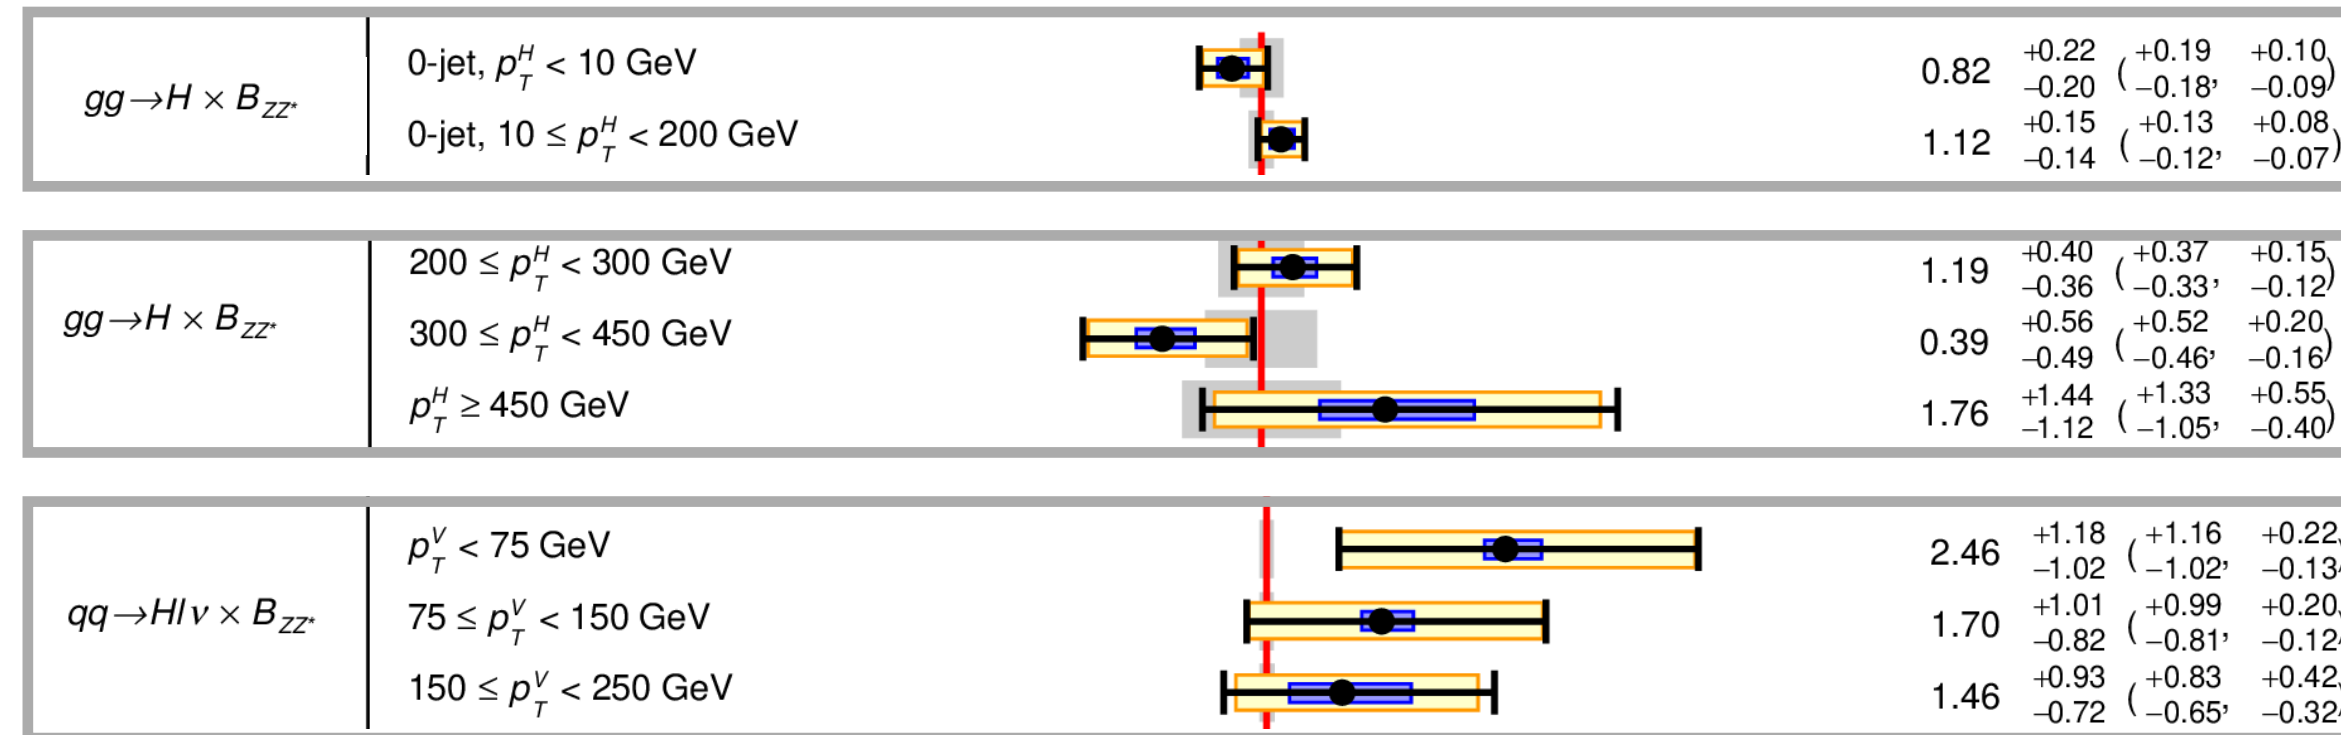 0-jet, p_T^H < 10 GeV 0.82 +0.22 −0.20 ( +0.19 −0.18, +0.10 −0.09 )
gg→H × B_ZZ*
0-jet, 10 ≤ p_T^H < 200 GeV 1.12 +0.15 −0.14 ( +0.13 −0.12, +0.08 −0.07 )
200 ≤ p_T^H < 300 GeV 1.19 +0.40 −0.36 ( +0.37 −0.33, +0.15 −0.12 )
gg→H × B_ZZ*
300 ≤ p_T^H < 450 GeV 0.39 +0.56 −0.49 ( +0.52 −0.46, +0.20 −0.16 )
p_T^H ≥ 450 GeV 1.76 +1.44 −1.12 ( +1.33 −1.05, +0.55 −0.40 )
p_T^V < 75 GeV 2.46 +1.18 −1.02 ( +1.16 −1.02, +0.22 −0.13
qq→Hlν × B_ZZ*
75 ≤ p_T^V < 150 GeV 1.70 +1.01 −0.82 ( +0.99 −0.81, +0.20 −0.12
150 ≤ p_T^V < 250 GeV 1.46 +0.93 −0.72 ( +0.83 −0.65, +0.42 −0.32